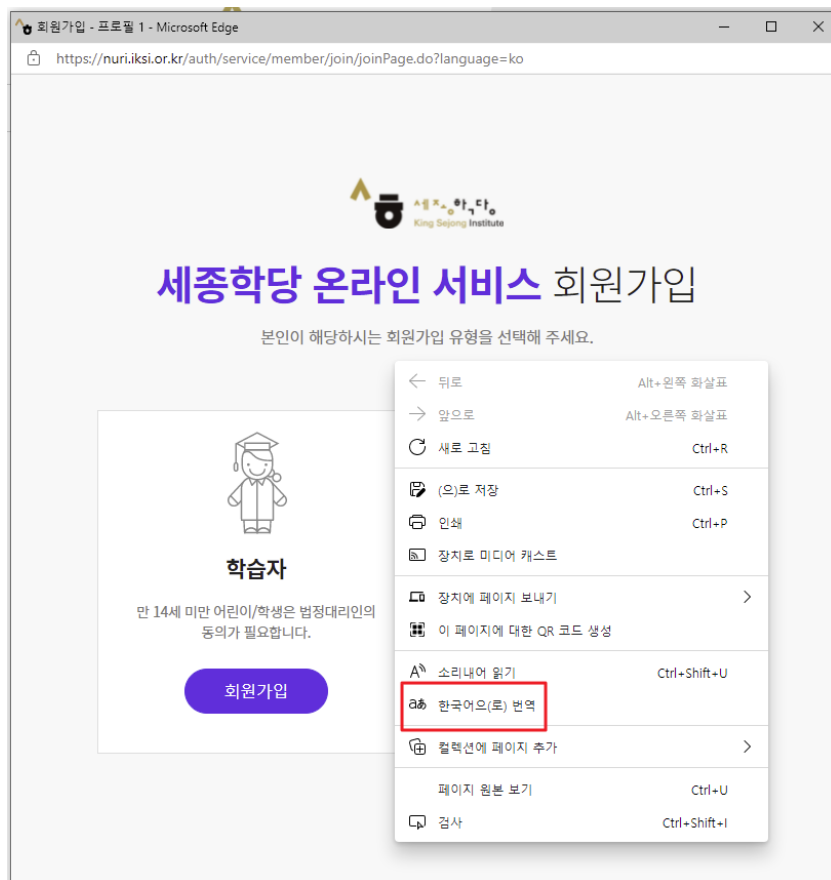 회원가입 - 프로필 1 - Microsoft Edge
https://nuri.iksi.or.kr/auth/service/member/join/joinPage.do?language=ko
세종학당
King Sejong Institute
세종학당 온라인 서비스 회원가입
본인이 해당하시는 회원가입 유형을 선택해 주세요.
학습자
만 14세 미만 어린이/학생은 법정대리인의
동의가 필요합니다.
회원가입
뒤로 Alt+왼쪽 화살표
앞으로 Alt+오른쪽 화살표
새로 고침 Ctrl+R
(으)로 저장 Ctrl+S
인쇄 Ctrl+P
장치로 미디어 캐스트
장치에 페이지 보내기
이 페이지에 대한 QR 코드 생성
소리내어 읽기 Ctrl+Shift+U
한국어으(로) 번역
컬렉션에 페이지 추가
페이지 원본 보기 Ctrl+U
검사 Ctrl+Shift+I